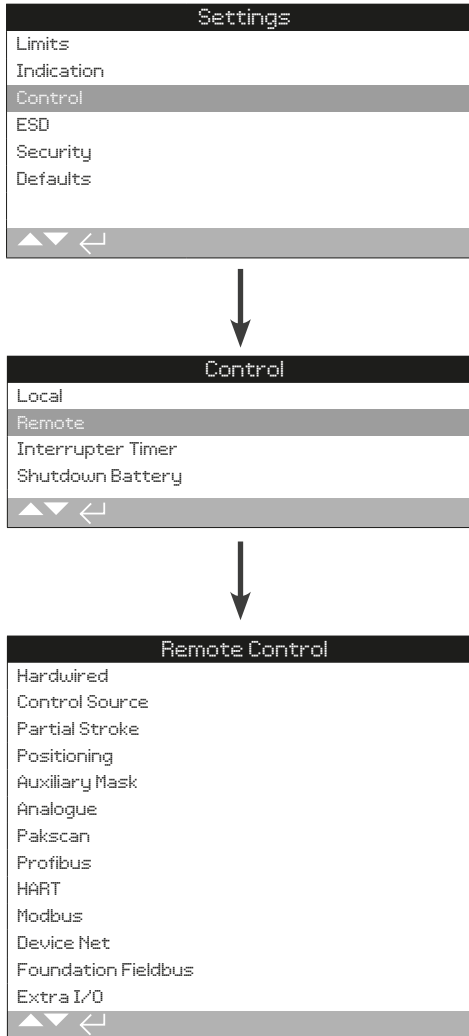 Settings
Limits
Indication
Control
ESD
Security
Defaults
Control
Local
Remote
Interrupter Timer
Shutdown Battery
Remote Control
Hardwired
Control Source
Partial Stroke
Positioning
Auxiliary Mask
Analogue
Pakscan
Profibus
HART
Modbus
Device Net
Foundation Fieldbus
Extra I/O